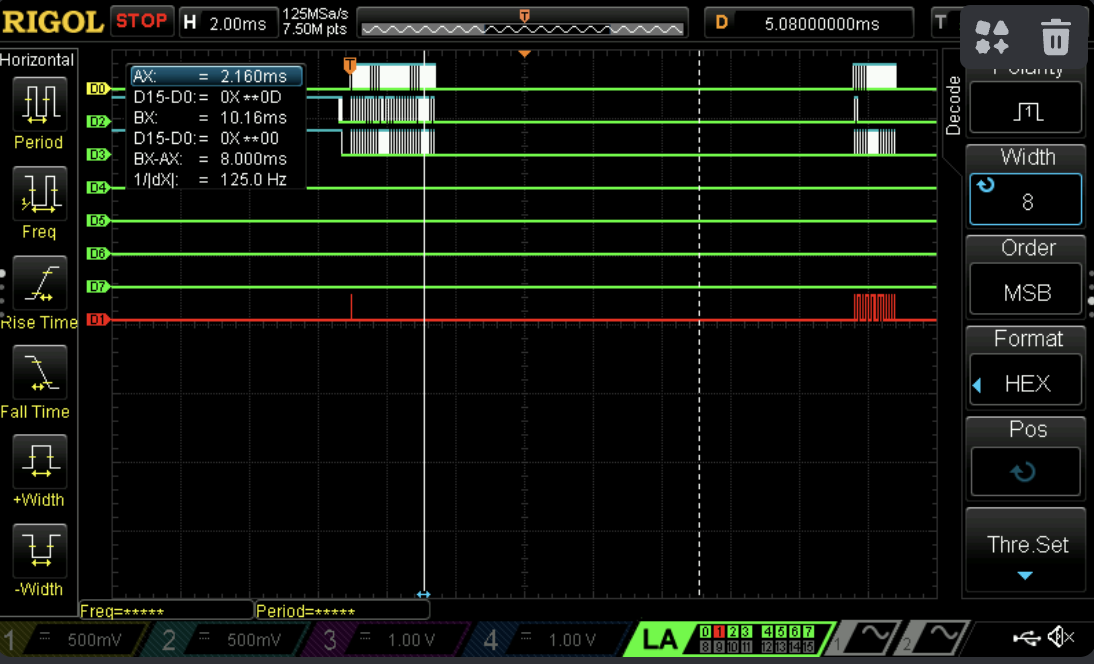 RIGOL STOP H 2.00ms 125MSa/s 7.50M pts T D 5.08000000ms T
Horizontal
Period
Freq
Rise Time
Fall Time
+Width
-Width
T
AX: = 2.160ms
D15-D0:= 0X**0D
BX: = 10.16ms
D15-D0:= 0X**00
BX-AX: = 8.000ms
1/|dX|: = 125.0 Hz
D0
D2
D3
D4
D5
D6
D7
D1
Freq=*****
Period=*****
Decode
Polarity
Width
8
Order
MSB
Format
HEX
Pos
Thre.Set
1 500mV 2 500mV 3 1.00 V 4 1.00 V LA 0 1 2 3 4 5 6 7 1 2
8 9 10 11 12 13 14 15